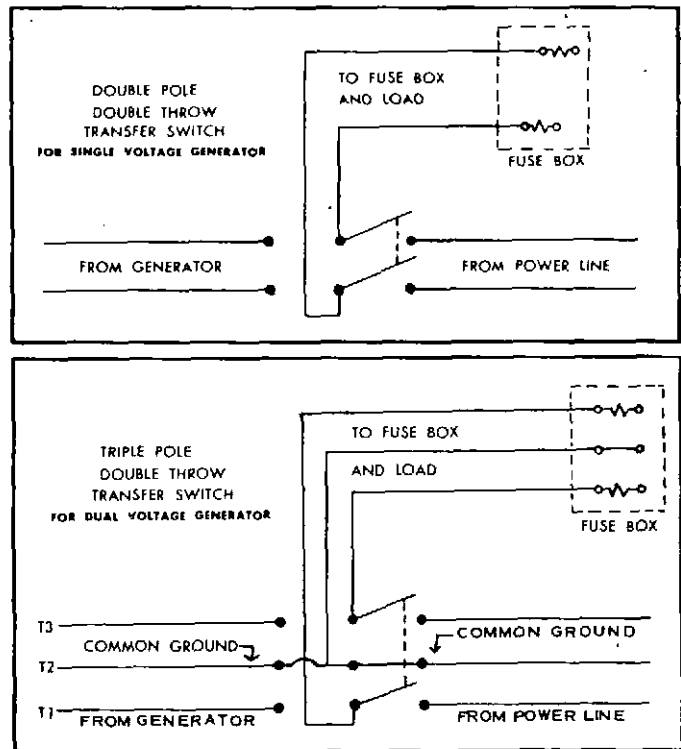 DOUBLE POLE
DOUBLE THROW
TRANSFER SWITCH
FOR SINGLE VOLTAGE GENERATOR
TO FUSE BOX
AND LOAD
FUSE BOX
FROM GENERATOR
FROM POWER LINE
TRIPLE POLE
DOUBLE THROW
TRANSFER SWITCH
FOR DUAL VOLTAGE GENERATOR
TO FUSE BOX
AND LOAD
FUSE BOX
T3
COMMON GROUND
COMMON GROUND
T2
T1
FROM GENERATOR
FROM POWER LINE